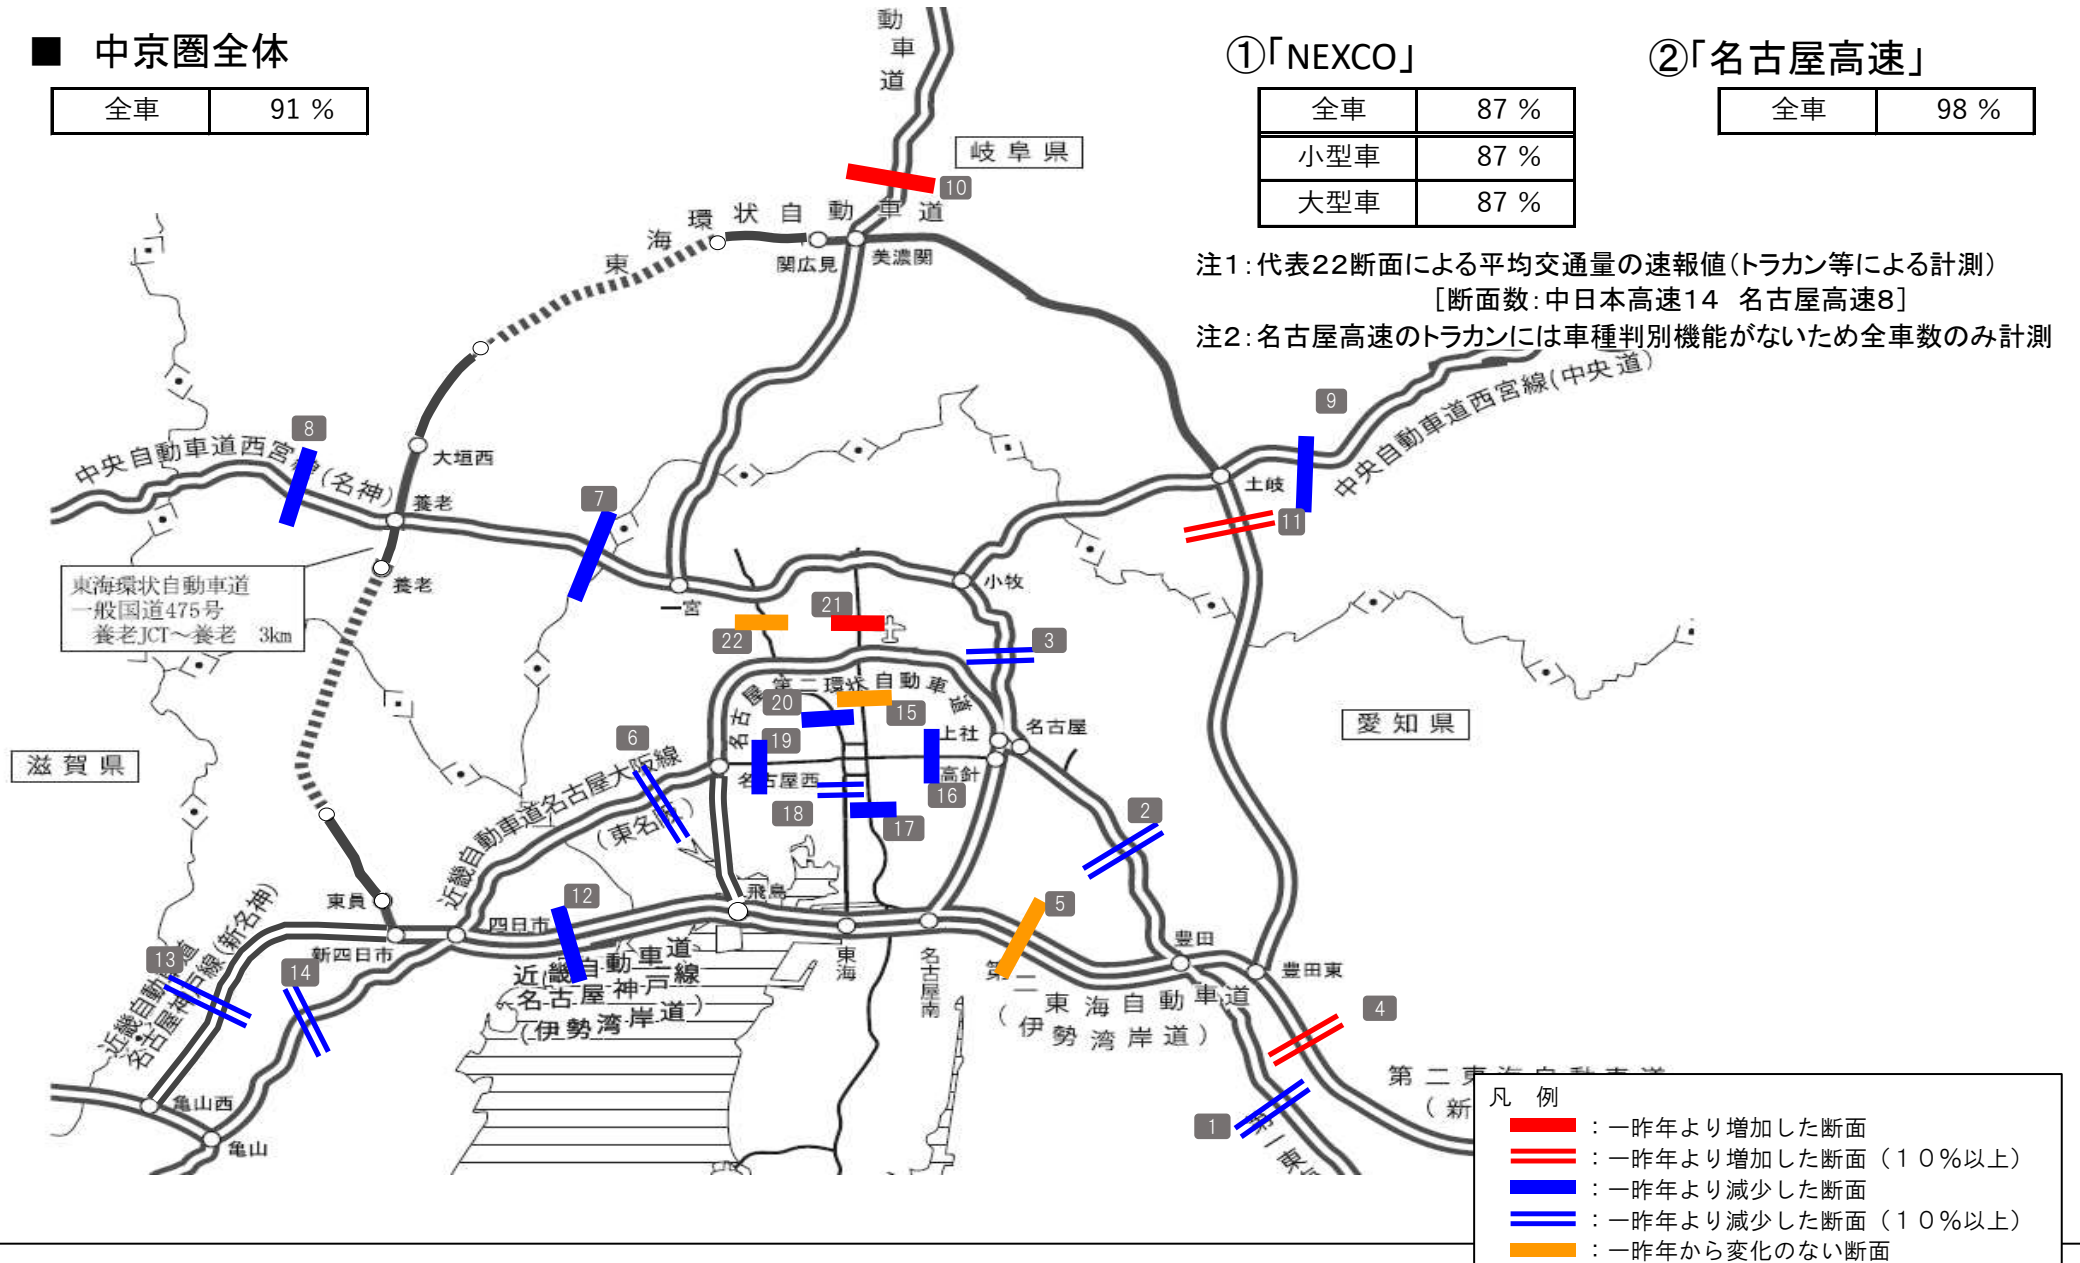 ■ 中京圏全体
全車 91 %
①「NEXCO」
全車 87 %
小型車 87 %
大型車 87 %
②「名古屋高速」
全車 98 %
注1：代表22断面による平均交通量の速報値（トラカン等による計測）
［断面数：中日本高速14 名古屋高速8］
注2：名古屋高速のトラカンには車種判別機能がないため全車数のみ計測
動車道
岐阜県
10
東海環状自動車道
関広見
美濃関
中央自動車道西宮線(中央道)
9
8
中央自動車道西宮線(名神)
大垣西
養老
7
土岐
11
東海環状自動車道
一般国道475号
養老JCT～養老 3km
養老
一宮
小牧
21
22
3
名古屋第二環状自動車道
20
15
19
上社
名古屋
愛知県
滋賀県
6
近畿自動車道名古屋大阪線
(東名阪)
名古屋西
高針
16
18
17
2
飛島
東員
12
5
四日市
新四日市
13
14
近畿自動車道
名古屋神戸線(新名神)
近畿自動車道
名古屋神戸線
(伊勢湾岸道)
東海
名古屋南
豊田
豊田東
第二東海自動車道
(伊勢湾岸道)
4
亀山西
亀山
1
第一東
第二東海自動車道
(新
凡 例
：一昨年より増加した断面
：一昨年より増加した断面（１０％以上）
：一昨年より減少した断面
：一昨年より減少した断面（１０％以上）
：一昨年から変化のない断面